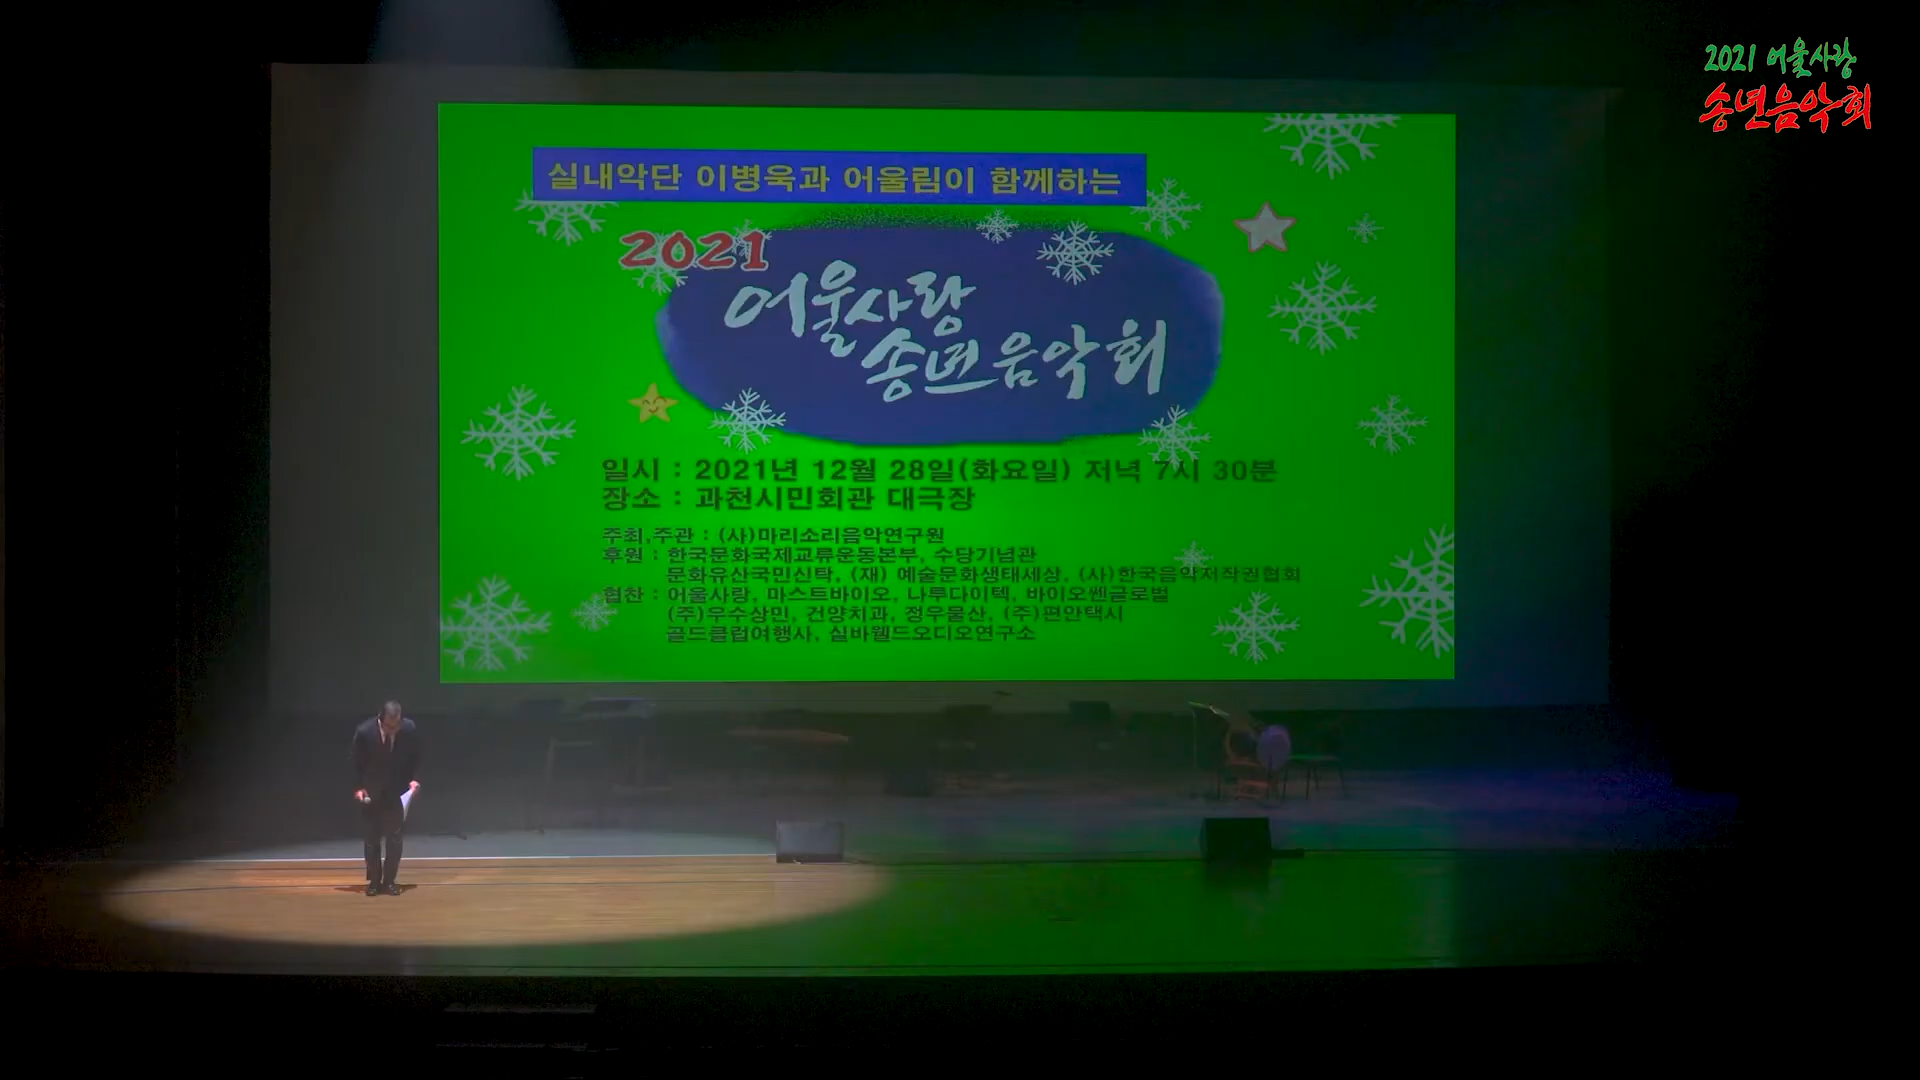 2021 어울사랑
송년음악회
실내악단 이병욱과 어울림이 함께하는
2021
어울사랑
송년음악회
일시 : 2021년 12월 28일(화요일) 저녁 7시 30분
장소 : 과천시민회관 대극장
주최,주관 : (사)마리소리음악연구원
후원 : 한국문화국제교류운동본부, 수당기념관
문화유산국민신탁, (재) 예술문화생태세상, (사)한국음악저작권협회
협찬 : 어울사랑, 마스트바이오, 나루다이텍, 바이오쎈글로벌
(주)우수상민, 건양치과, 정우물산, (주)편안택시
골드클럽여행사, 실바웰드오디오연구소